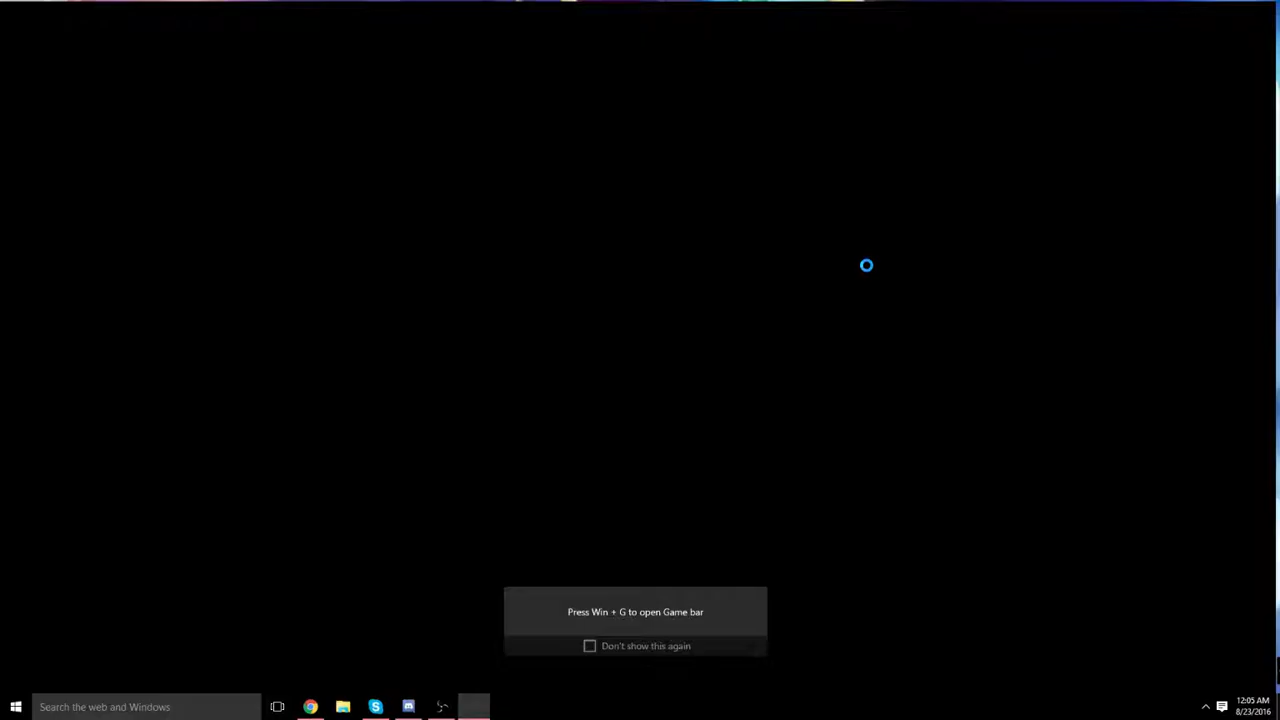 Press Win + G to open Game bar
Don't show this again
Search the web and Windows
12:05 AM
8/23/2016